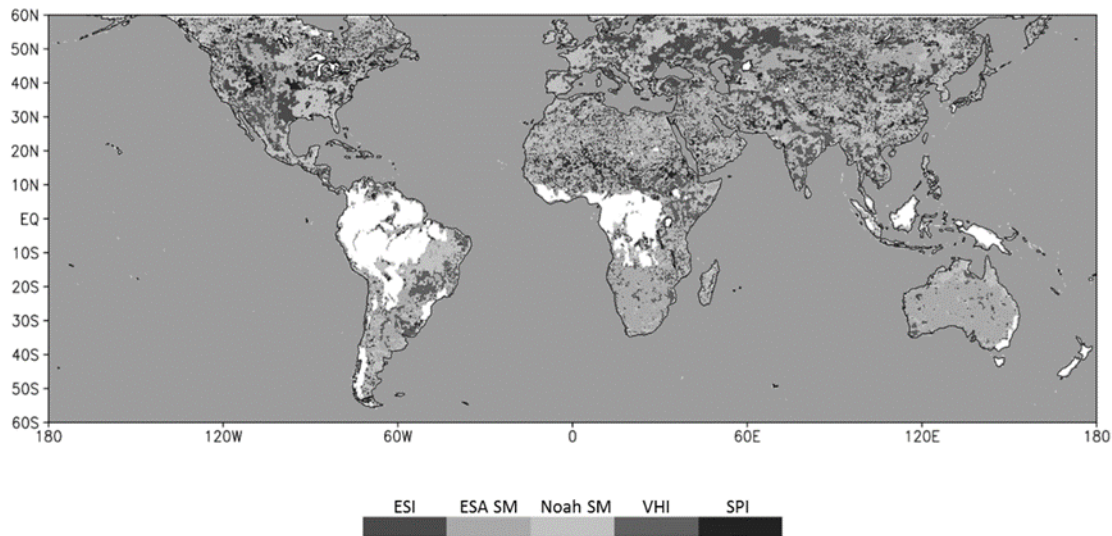 60N
50N
40N
30N
20N
10N
EQ
10S
20S
30S
40S
50S
60S
180 120W 60W 0 60E 120E 180
ESI ESA SM Noah SM VHI SPI